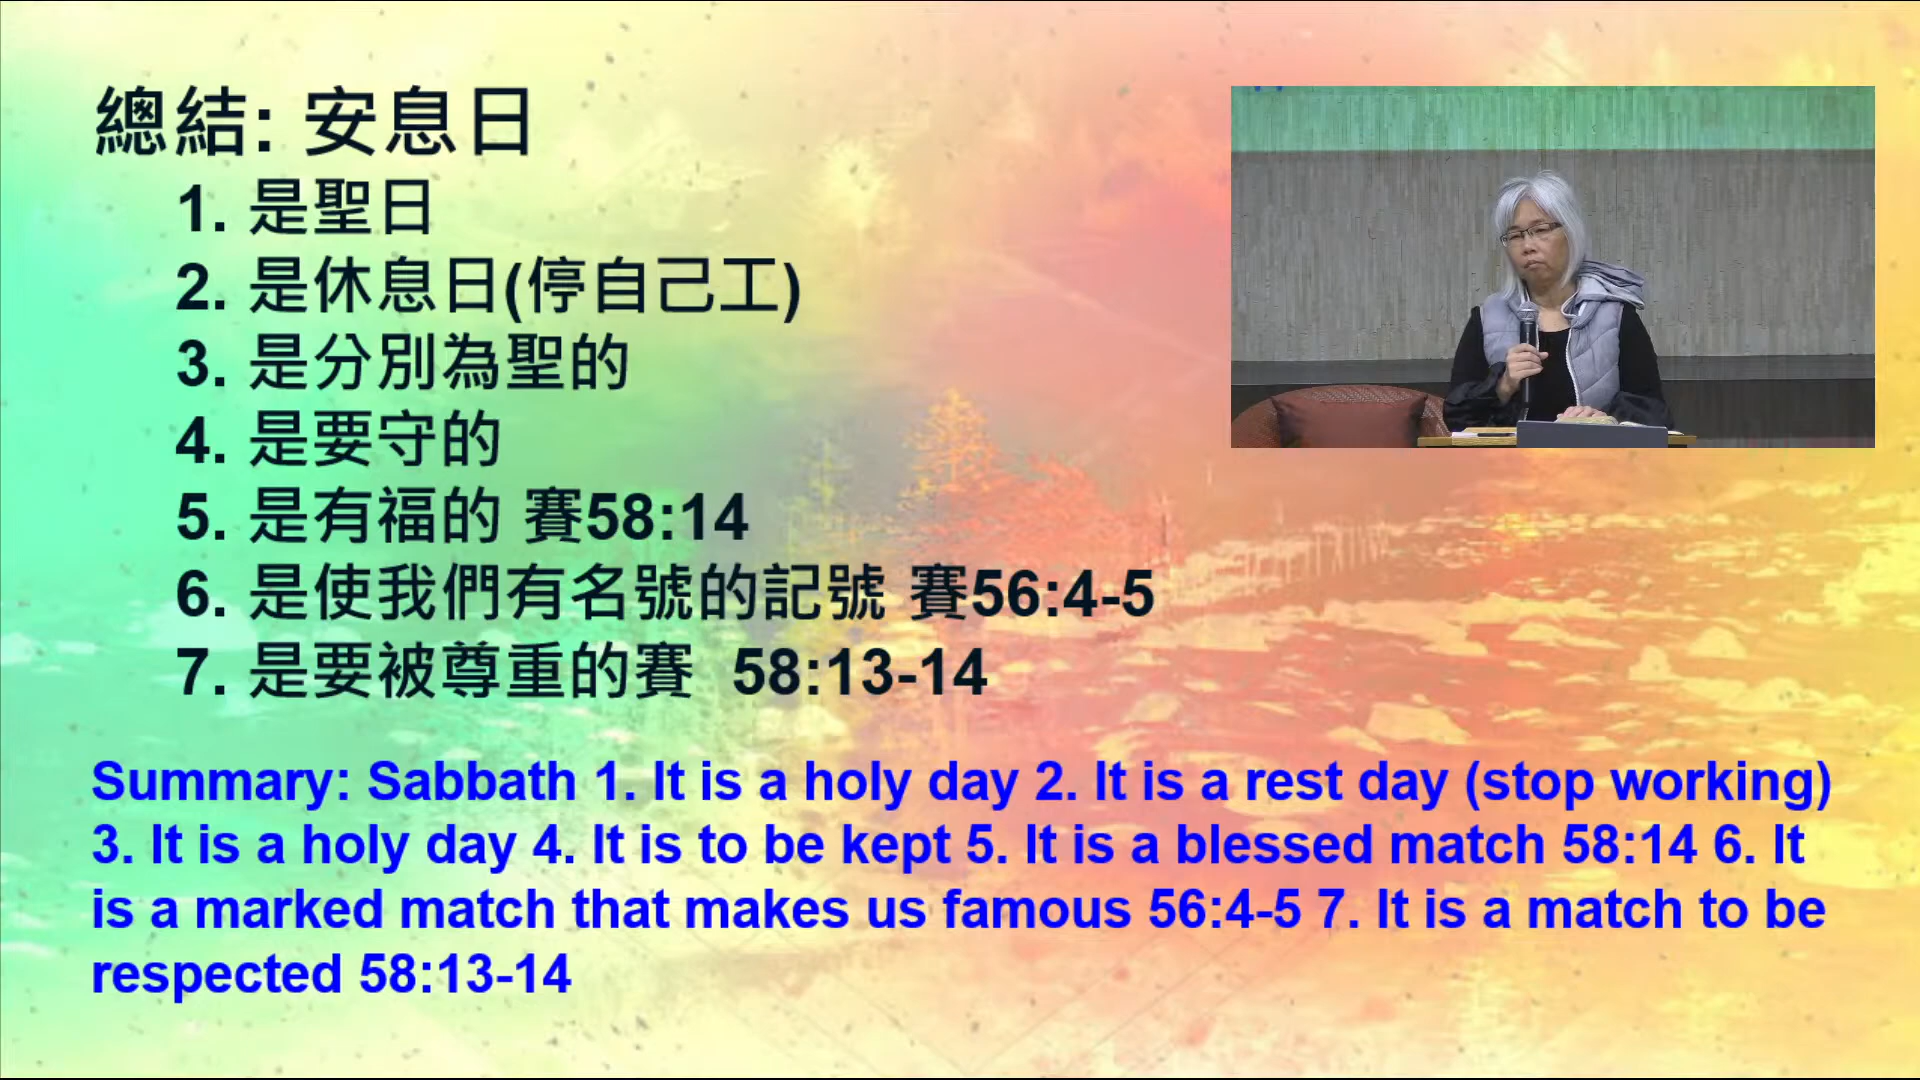 總結: 安息日
1. 是聖日
2. 是休息日(停自己工)
3. 是分別為聖的
4. 是要守的
5. 是有福的 賽58:14
6. 是使我們有名號的記號 賽56:4-5
7. 是要被尊重的賽 58:13-14
Summary: Sabbath 1. It is a holy day 2. It is a rest day (stop working)
3. It is a holy day 4. It is to be kept 5. It is a blessed match 58:14 6. It
is a marked match that makes us famous 56:4-5 7. It is a match to be
respected 58:13-14